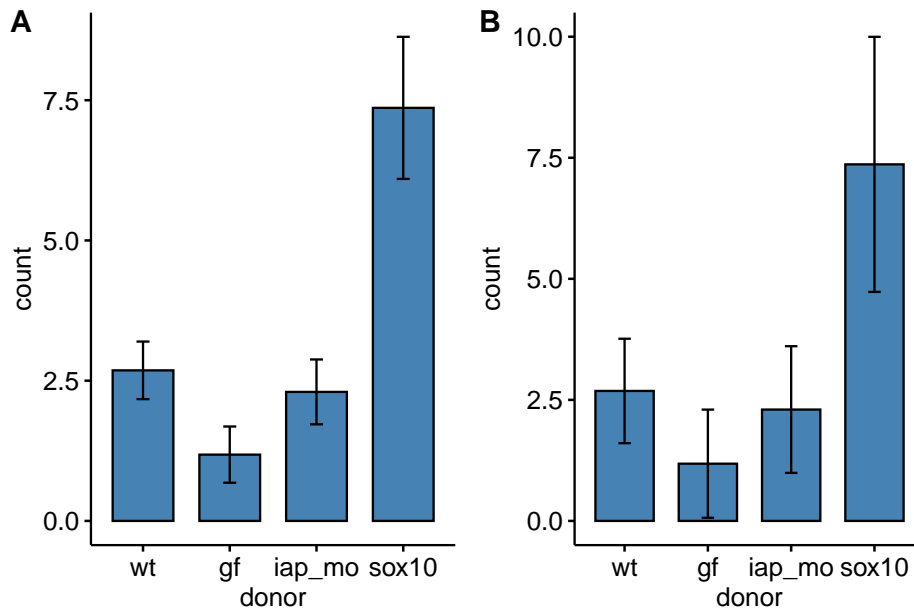 A
count
7.5
5.0
2.5
0.0
wt gf iap_mo sox10
donor
B
count
10.0
7.5
5.0
2.5
0.0
wt gf iap_mo sox10
donor